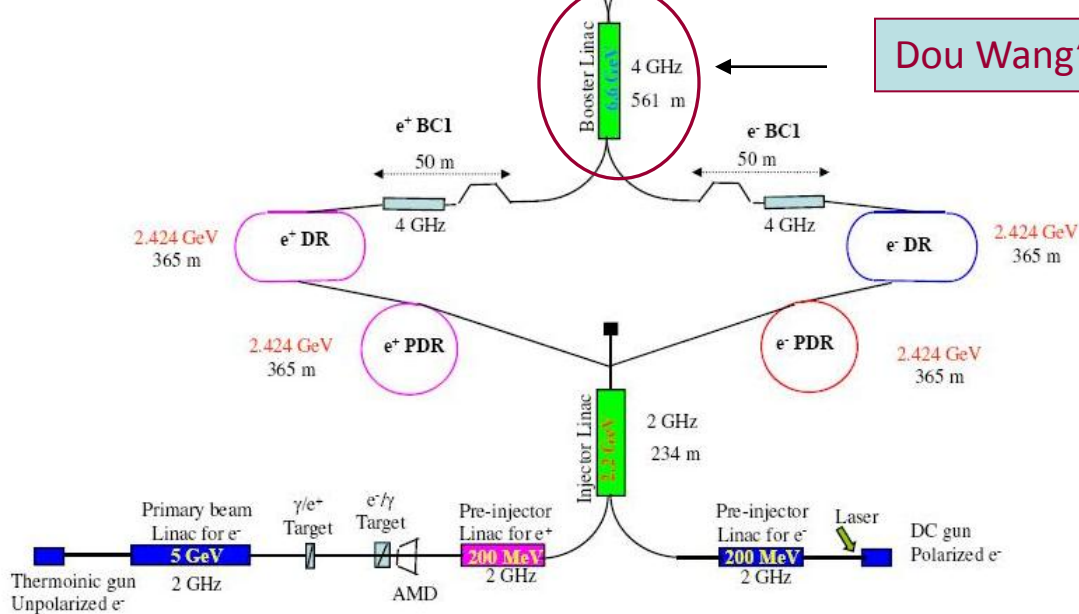 Dou Wang'
Booster Linac
6.6 GeV
4 GHz
561 m
e⁺ BC1
50 m
4 GHz
e⁻ BC1
50 m
4 GHz
2.424 GeV
365 m
e⁺ DR
e⁻ DR
2.424 GeV
365 m
2.424 GeV
365 m
e⁺ PDR
e⁻ PDR
2.424 GeV
365 m
Injector Linac
2.2 GeV
2 GHz
234 m
Thermoinic gun
Unpolarized e⁻
Primary beam
Linac for e⁻
5 GeV
2 GHz
γ/e⁺
Target
e⁻/γ
Target
AMD
Pre-injector
Linac for e⁺
200 MeV
2 GHz
Pre-injector
Linac for e⁻
200 MeV
2 GHz
Laser
DC gun
Polarized e⁻